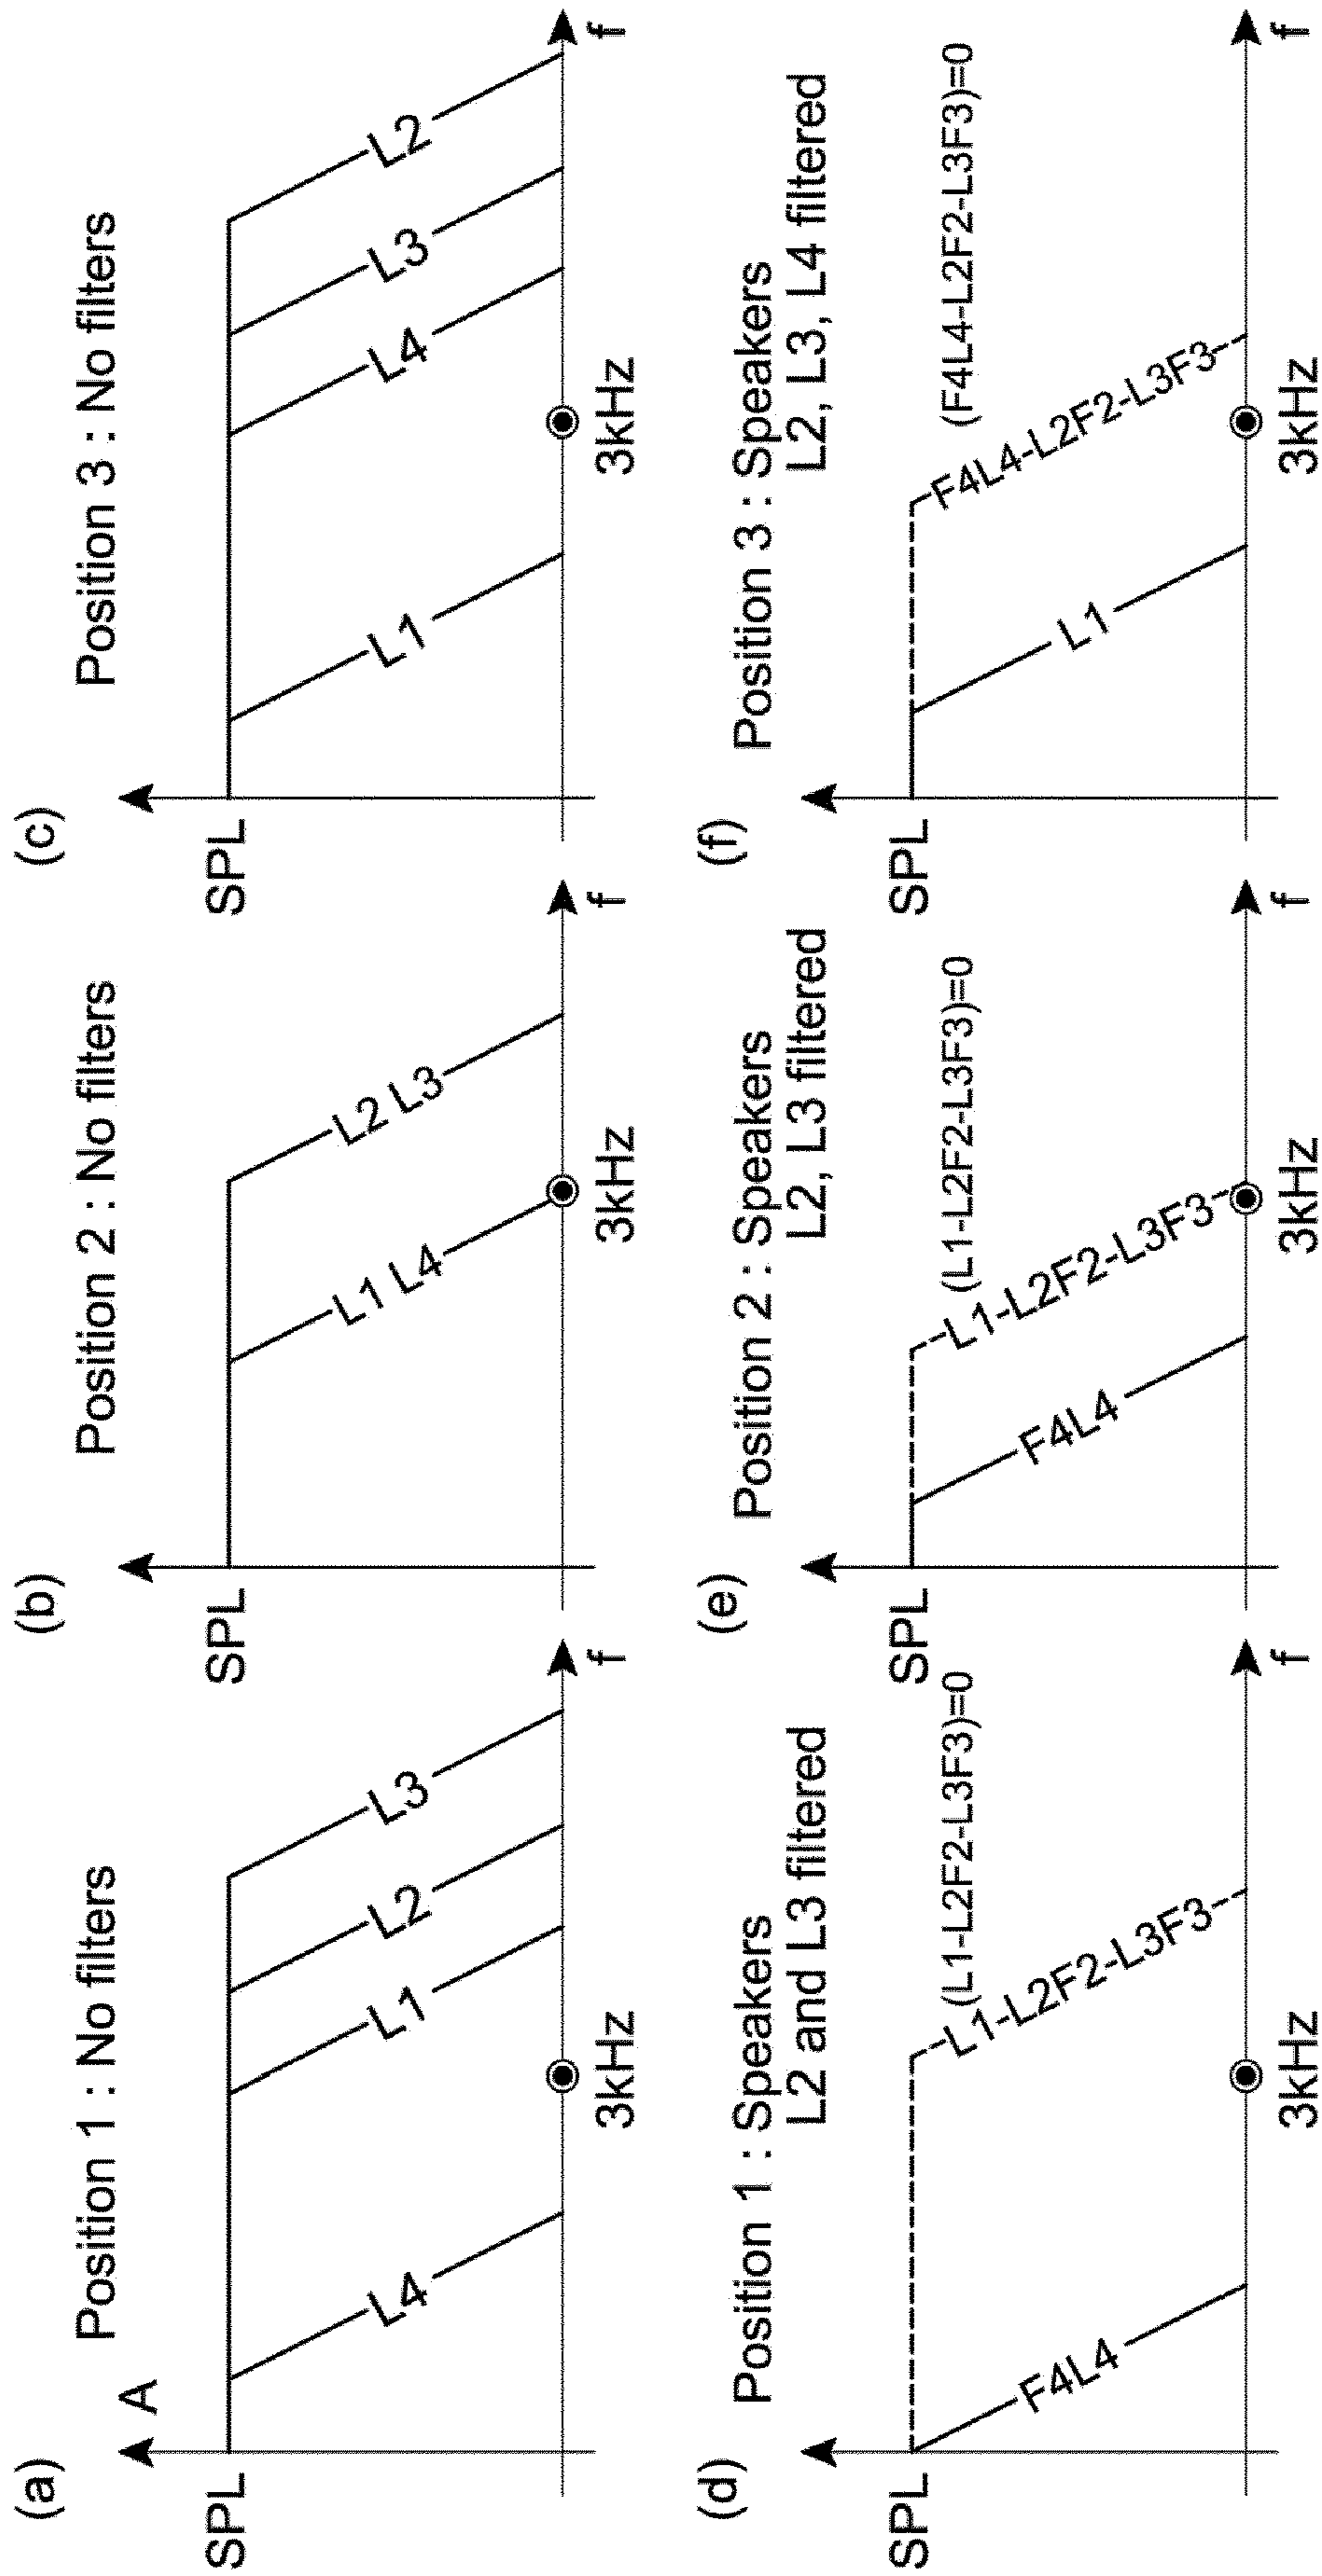 (a)
Position 1 : No filters
A
SPL
L4
L1
L2
L3
3kHz
f
(b)
Position 2 : No filters
SPL
L1 L4
L2 L3
3kHz
f
(c)
Position 3 : No filters
SPL
L1
L4
L3
L2
3kHz
f
(d)
Position 1 : Speakers
L2 and L3 filtered
SPL
(L1-L2F2-L3F3)=0
F4L4
L1-L2F2-L3F3
3kHz
(e)
Position 2 : Speakers
L2, L3 filtered
SPL
(L1-L2F2-L3F3)=0
F4L4
L1-L2F2-L3F3
3kHz
f
(f)
Position 3 : Speakers
L2, L3, L4 filtered
SPL
(F4L4-L2F2-L3F3)=0
L1
F4L4-L2F2-L3F3
3kHz
f